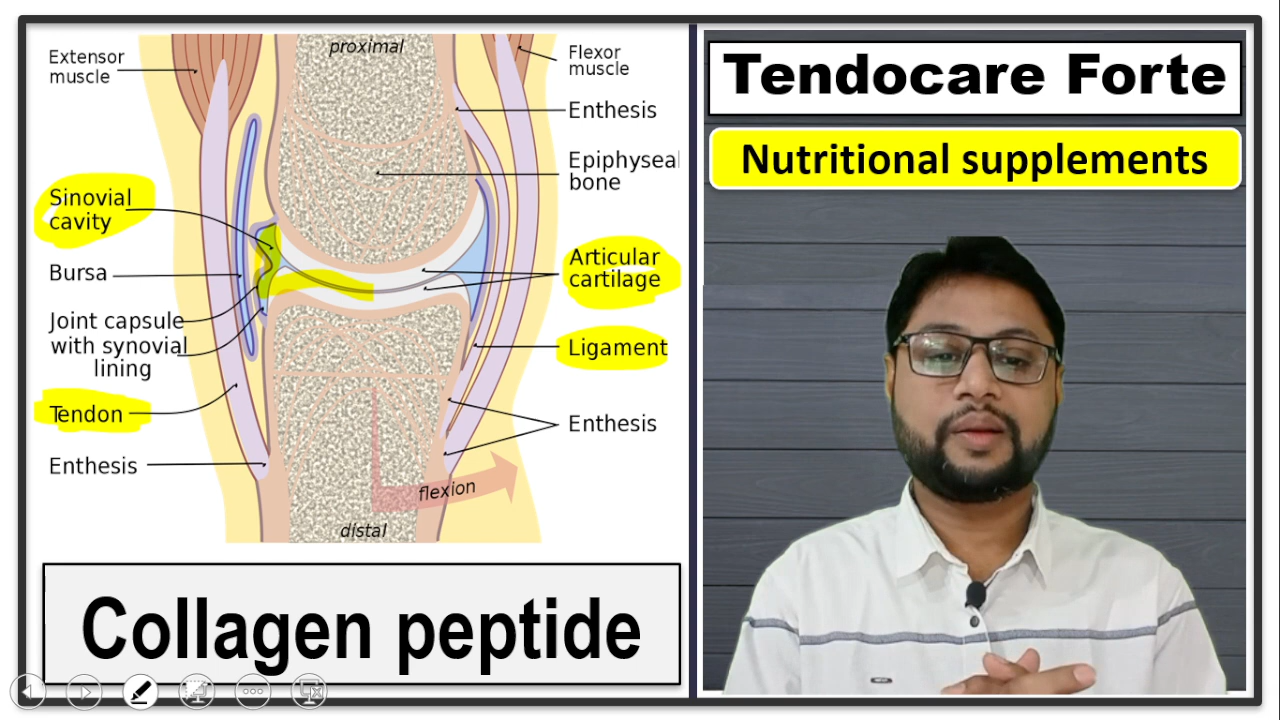 proximal
Extensor
muscle
Flexor
muscle
Enthesis
Epiphyseal
bone
Sinovial
cavity
Bursa
Joint capsule
with synovial
lining
Articular
cartilage
Ligament
Tendon
Enthesis
Enthesis
flexion
distal
Collagen peptide
Tendocare Forte
Nutritional supplements